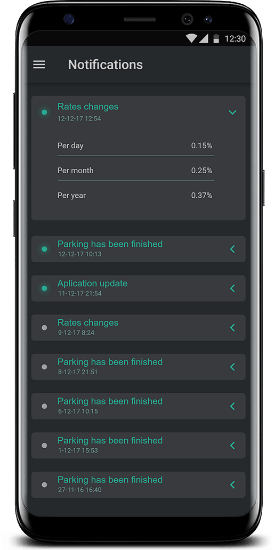 12:30
Notifications
Rates changes
12-12-17 12:54
Per day 0.15%
Per month 0.25%
Per year 0.37%
Parking has been finished
12-12-17 10:13
Aplication update
11-12-17 21:54
Rates changes
9-12-17 8:24
Parking has been finished
8-12-17 21:51
Parking has been finished
6-12-17 10:15
Parking has been finished
1-12-17 15:53
Parking has been finished
27-11-16 16:40